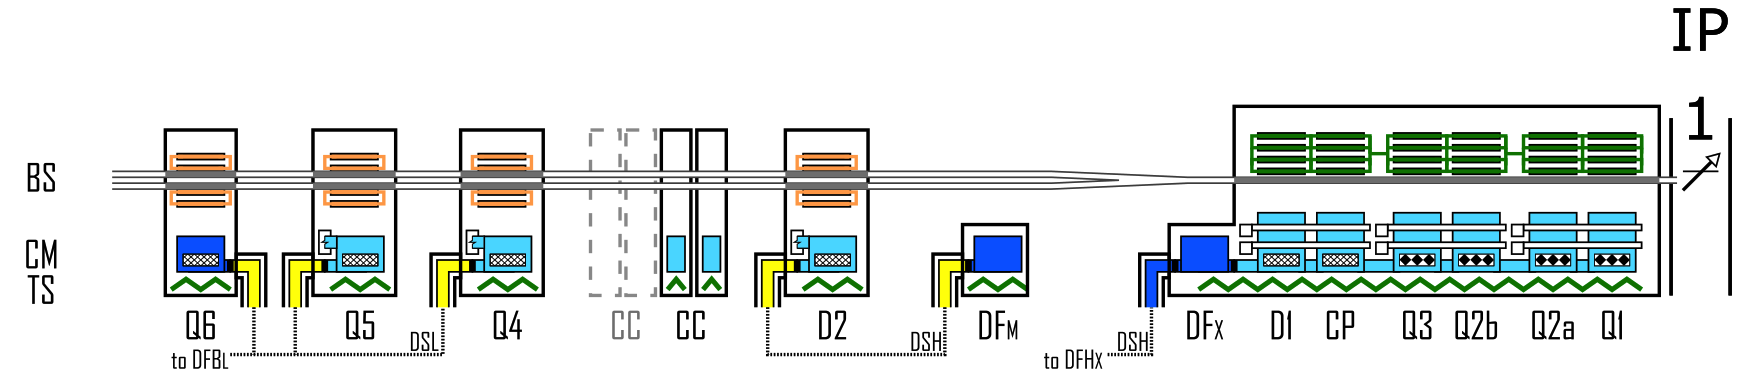 IP
1
BS
CM
TS
Q6 Q5 Q4 CC CC D2 DFM DFX D1 CP Q3 Q2b Q2a Q1
to DFBL DSL DSH to DFHX DSH